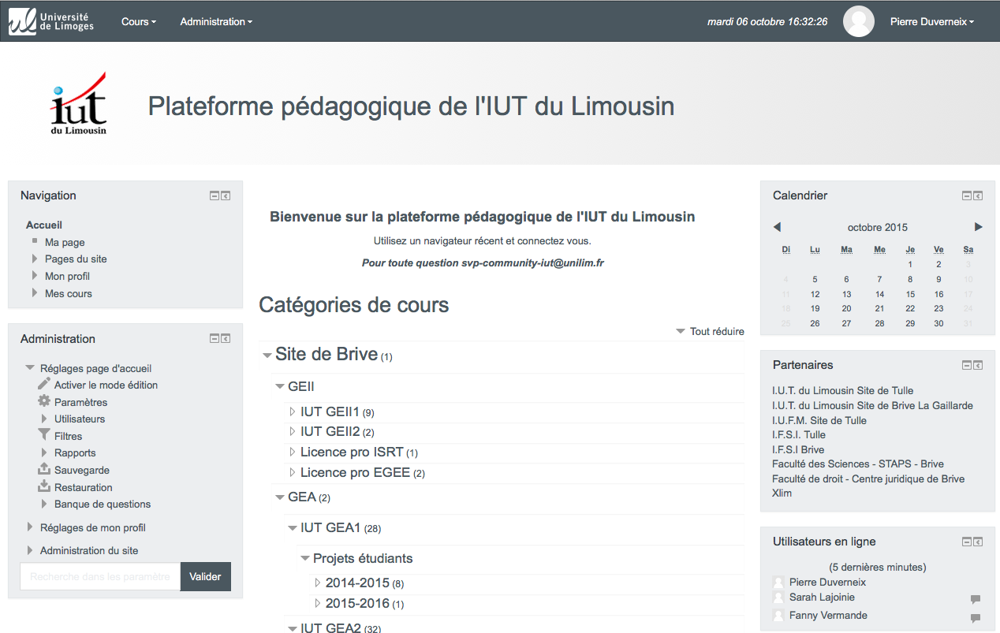 Université
de Limoges
Cours
Administration
mardi 06 octobre 16:32:26
Pierre Duverneix
iut
du Limousin
Plateforme pédagogique de l'IUT du Limousin
Navigation
Accueil
Ma page
Pages du site
Mon profil
Mes cours
Administration
Réglages page d'accueil
Activer le mode édition
Paramètres
Utilisateurs
Filtres
Rapports
Sauvegarde
Restauration
Banque de questions
Réglages de mon profil
Administration du site
Recherche dans les paramètre
Valider
Bienvenue sur la plateforme pédagogique de l'IUT du Limousin
Utilisez un navigateur récent et connectez vous.
Pour toute question svp-community-iut@unilim.fr
Catégories de cours
Tout réduire
Site de Brive (1)
GEII
IUT GEII1 (9)
IUT GEII2 (2)
Licence pro ISRT (1)
Licence pro EGEE (2)
GEA (2)
IUT GEA1 (28)
Projets étudiants
2014-2015 (8)
2015-2016 (1)
IUT GEA2 (32)
Calendrier
octobre 2015
Di Lu Ma Me Je Ve Sa
1 2 3
4 5 6 7 8 9 10
11 12 13 14 15 16 17
18 19 20 21 22 23 24
25 26 27 28 29 30 31
Partenaires
I.U.T. du Limousin Site de Tulle
I.U.T. du Limousin Site de Brive La Gaillarde
I.U.F.M. Site de Tulle
I.F.S.I. Tulle
I.F.S.I Brive
Faculté des Sciences - STAPS - Brive
Faculté de droit - Centre juridique de Brive
Xlim
Utilisateurs en ligne
(5 dernières minutes)
Pierre Duverneix
Sarah Lajoinie
Fanny Vermande